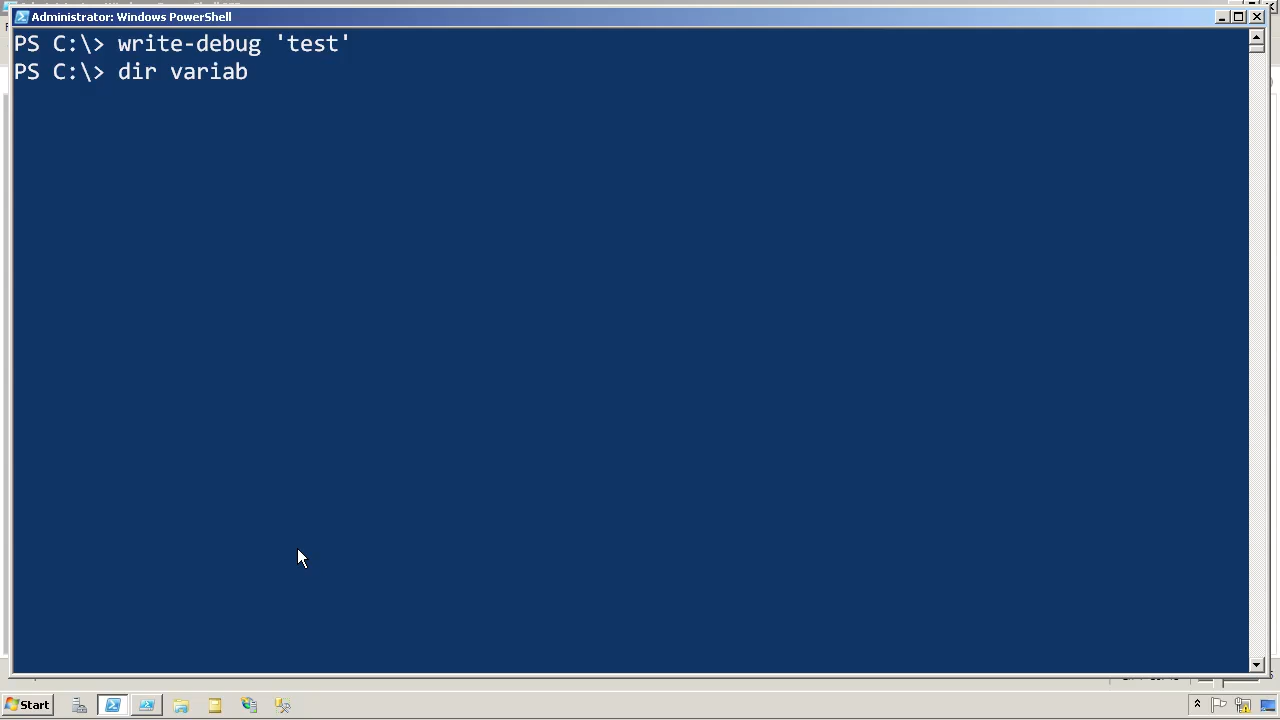 Administrator: Windows PowerShell
PS C:\> write-debug 'test'
PS C:\> dir variab
Start